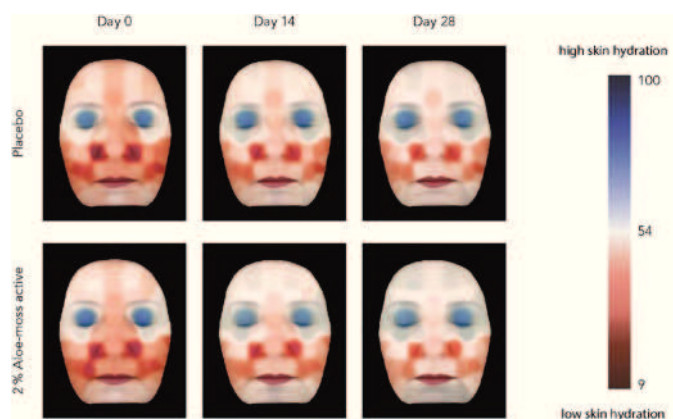 Day 0
Day 14
Day 28
Placebo
2 % Aloe-moss active
high skin hydration
100
54
9
low skin hydration